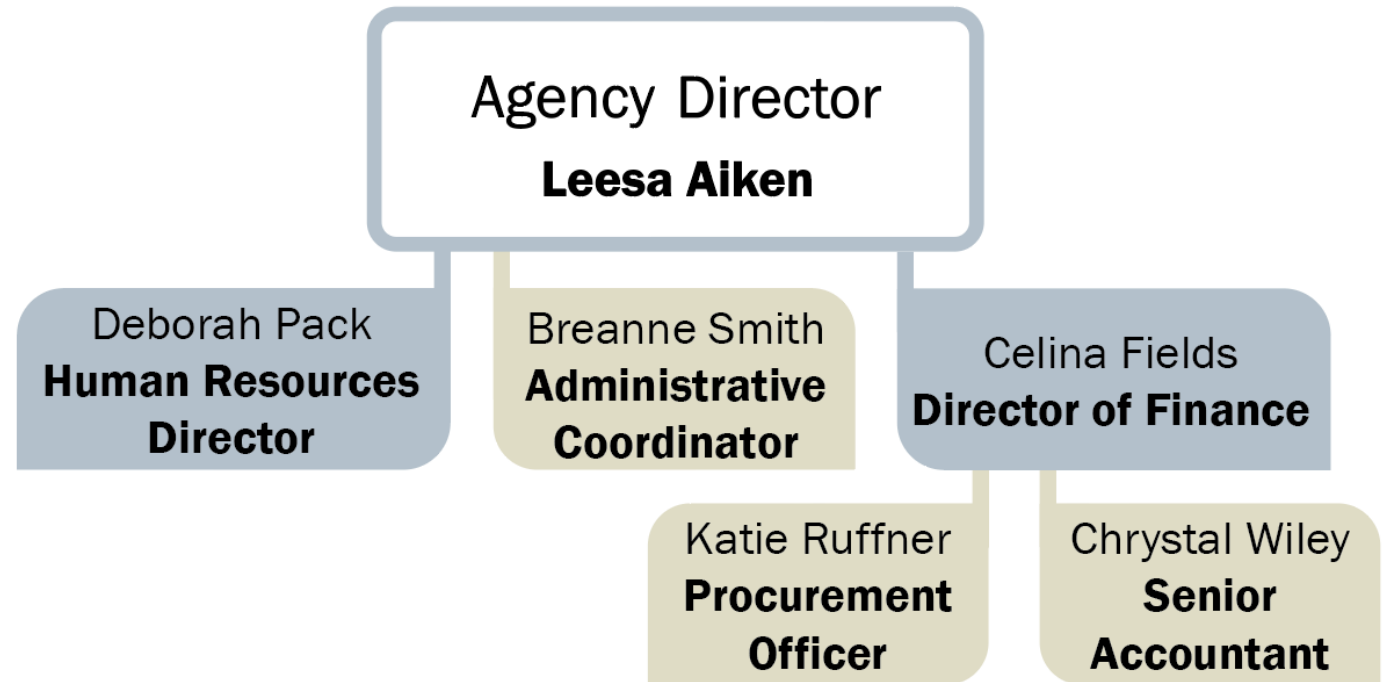 Agency Director
Leesa Aiken
Deborah Pack
Human Resources
Director
Breanne Smith
Administrative
Coordinator
Celina Fields
Director of Finance
Katie Ruffner
Procurement
Officer
Chrystal Wiley
Senior
Accountant